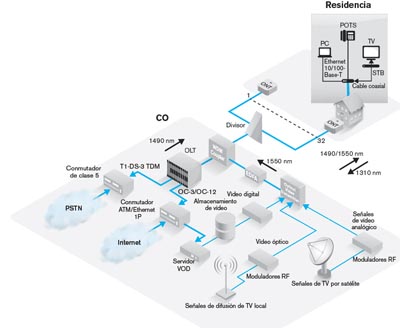 Residencia
POTS
PC
TV
Ethernet
10/100-
Base-T
STB
Cable coaxial
ONT
1
ONT
CO
Divisor
32
1490 nm
OLT
1490/1550 nm
1310 nm
1550 nm
T1-DS-3 TDM
Conmutador
de clase 5
OC-3/OC-12
Video digital
Almacenamiento
de video
PSTN
Conmutador
ATM/Ethernet
1P
Señales
de video
analógico
Internet
Video óptico
Servidor
VOD
Moduladores RF
Moduladores RF
Señales de TV por satélite
Señales de difusión de TV local